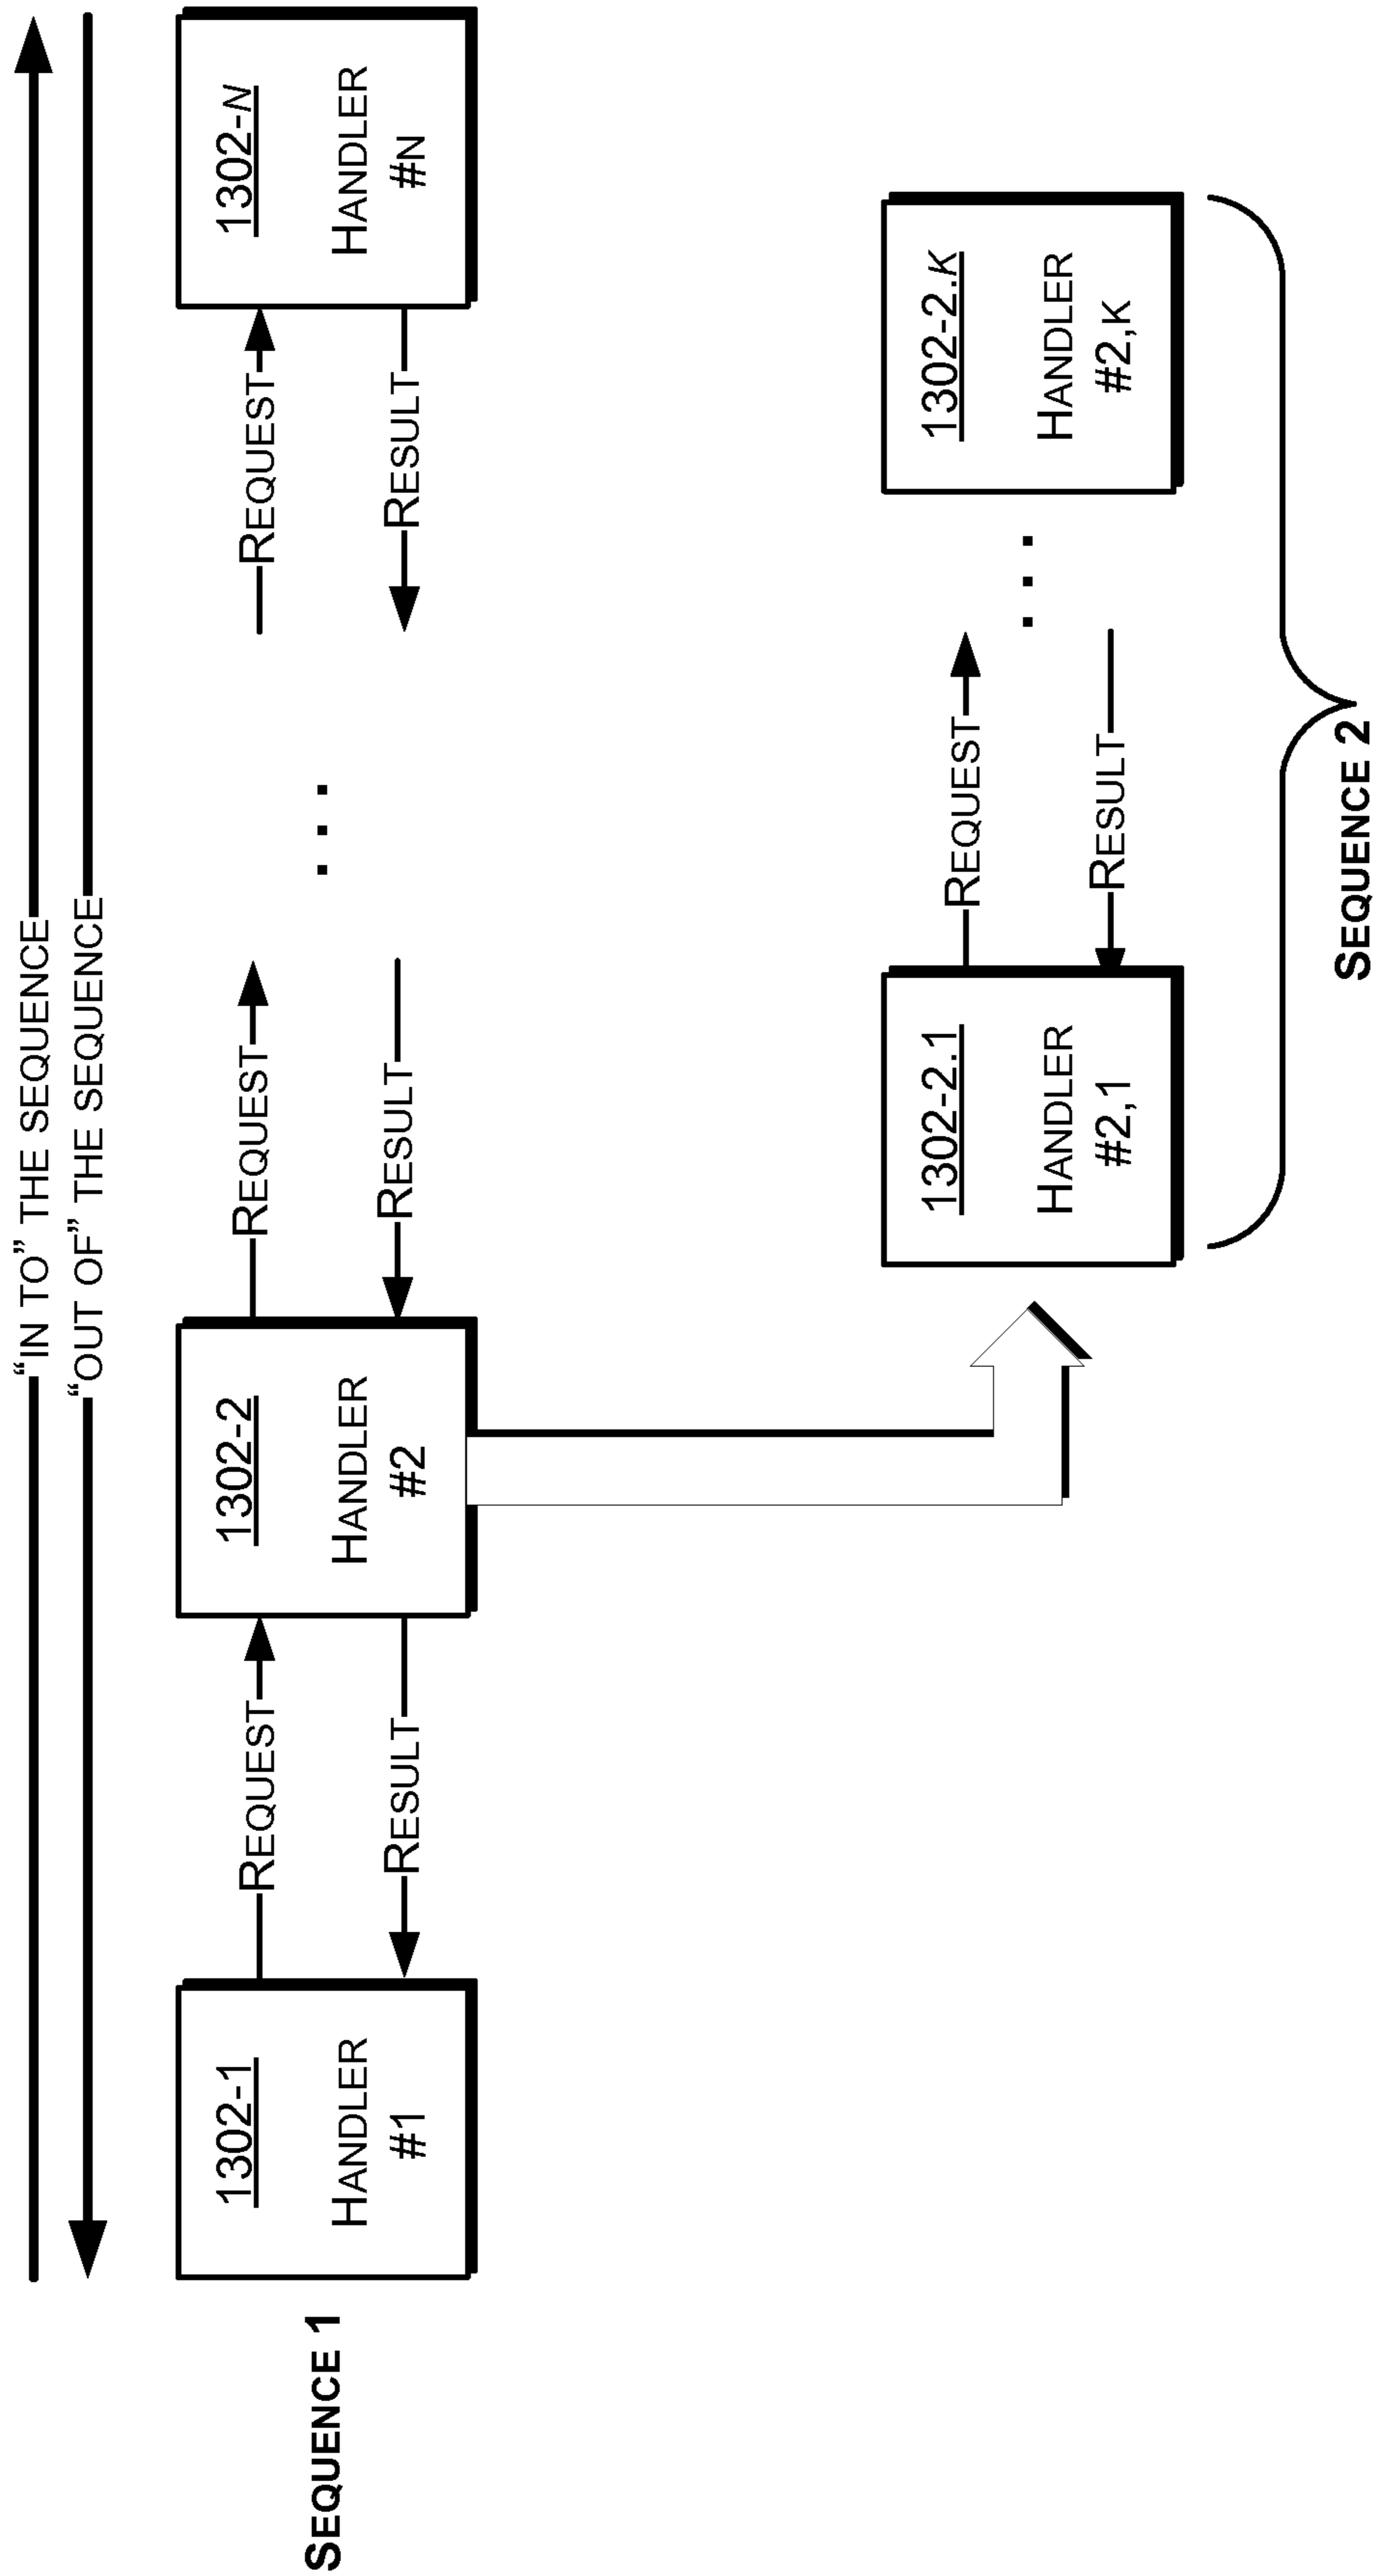 “IN TO” THE SEQUENCE
“OUT OF” THE SEQUENCE
SEQUENCE 1
1302-1
HANDLER
#1
REQUEST
RESULT
1302-2
HANDLER
#2
REQUEST
RESULT
. . .
REQUEST
RESULT
1302-N
HANDLER
#N
1302-2.1
HANDLER
#2,1
REQUEST
RESULT
. . .
1302-2.K
HANDLER
#2,K
SEQUENCE 2